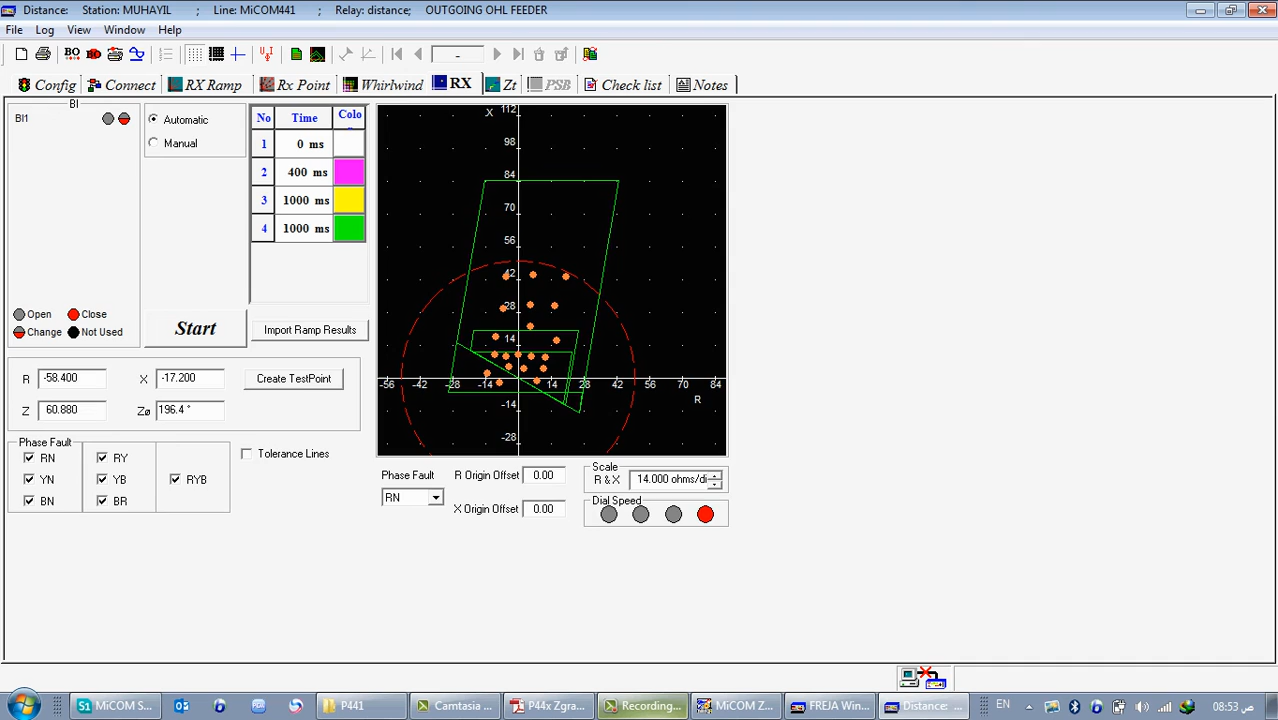 Distance: Station: MUHAYIL ; Line: MiCOM441 ; Relay: distance; OUTGOING OHL FEEDER
File Log View Window Help
BO
-
Config Connect RX Ramp Rx Point Whirlwind RX Zt PSB Check list Notes
BI
BI1
Open Close
Change Not Used
Automatic
Manual
Start
No Time Colo
1 0 ms
2 400 ms
3 1000 ms
4 1000 ms
Import Ramp Results
R -58.400 X -17.200
Z 60.880 Zø 196.4 °
Create TestPoint
Phase Fault
RN RY
YN YB RYB
BN BR
Tolerance Lines
X 112
98
84
70
56
42
28
14
-56 -42 -28 -14 14 28 42 56 70 84
R
-14
-28
Phase Fault R Origin Offset 0.00
RN X Origin Offset 0.00
Scale
R & X 14.000 ohms/di
Dial Speed
MiCOM S... P441 Camtasia ... P44x Zgra... Recording... MiCOM Z... FREJA Win... Distance: ... EN 08:53 ص